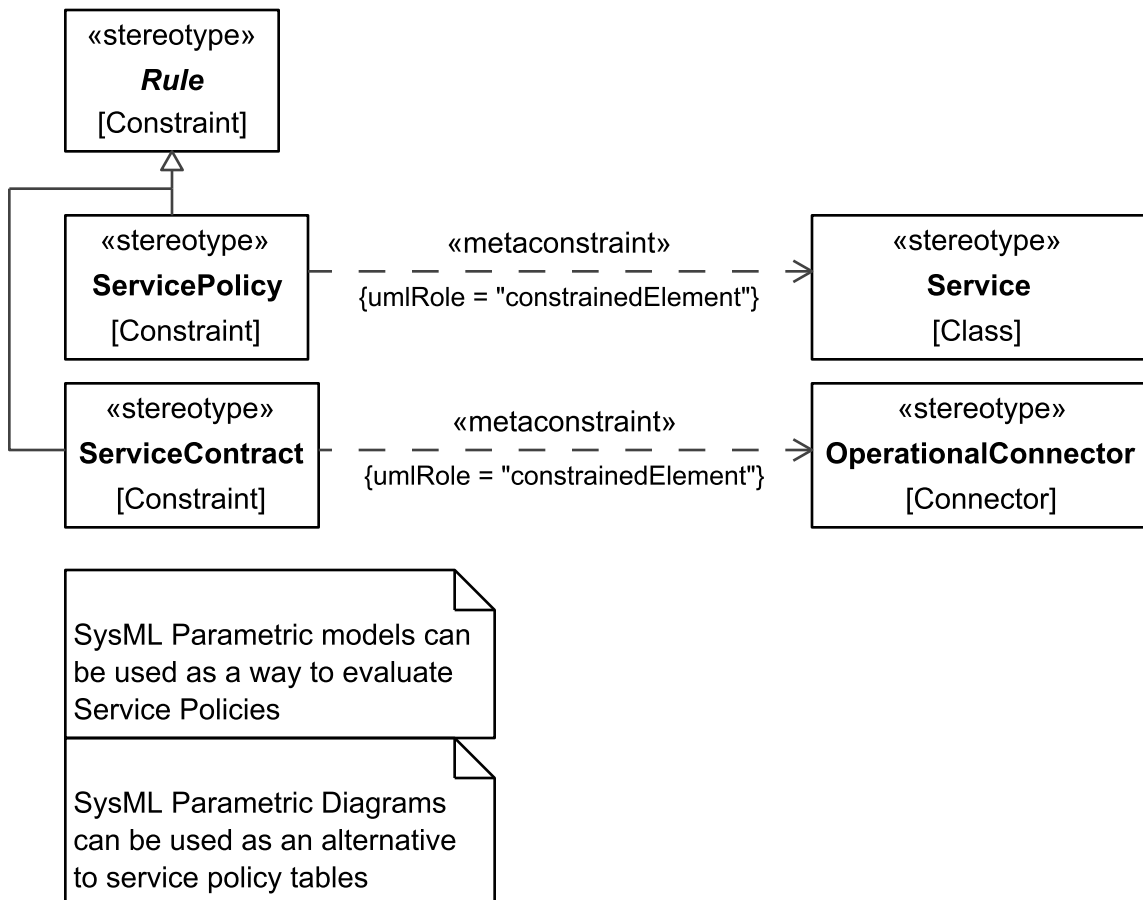 «stereotype»
Rule
[Constraint]
«stereotype»
ServicePolicy
[Constraint]
«metaconstraint»
{umlRole = "constrainedElement"}
«stereotype»
Service
[Class]
«stereotype»
ServiceContract
[Constraint]
«metaconstraint»
{umlRole = "constrainedElement"}
«stereotype»
OperationalConnector
[Connector]
SysML Parametric models can
be used as a way to evaluate
Service Policies
SysML Parametric Diagrams
can be used as an alternative
to service policy tables